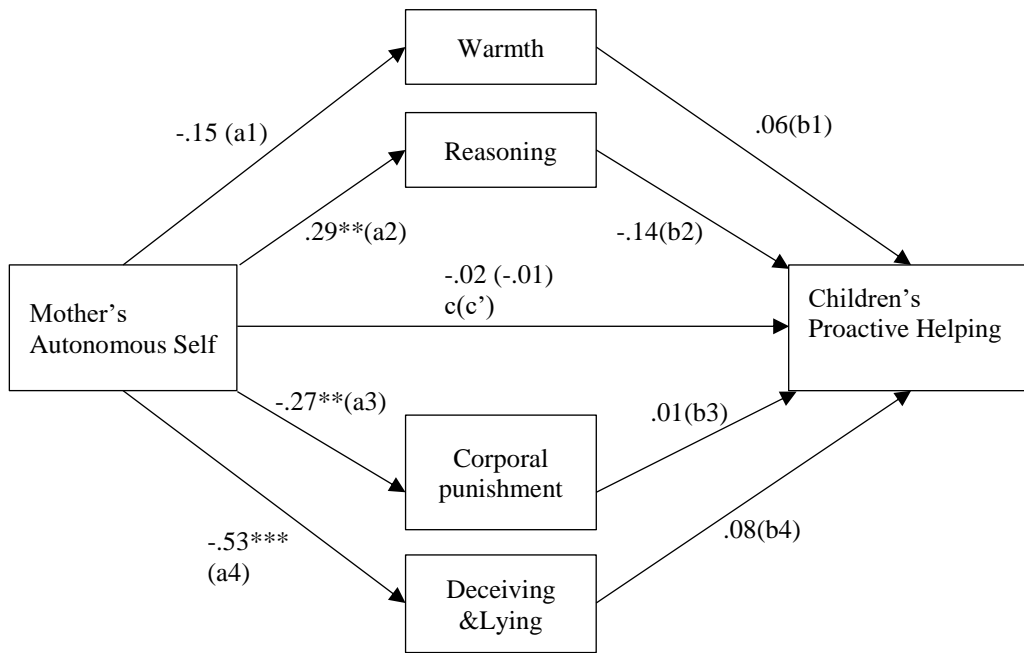 Warmth
-.15 (a1)
.06(b1)
Reasoning
.29**(a2)
-.14(b2)
-.02 (-.01)
c(c’)
Mother’s
Autonomous Self
Children’s
Proactive Helping
-.27**(a3)
.01(b3)
Corporal
punishment
-.53***
(a4)
.08(b4)
Deceiving
&Lying